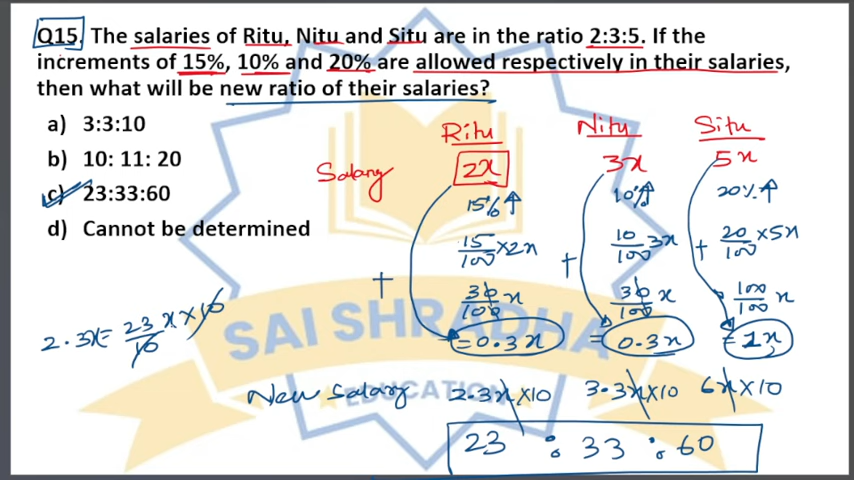 Q15. The salaries of Ritu, Nitu and Situ are in the ratio 2:3:5. If the
increments of 15%, 10% and 20% are allowed respectively in their salaries,
then what will be new ratio of their salaries?
a) 3:3:10
b) 10: 11: 20
c) 23:33:60
d) Cannot be determined
Ritu Nitu Situ
Salary 2x 3x 5x
15%↑ 10%↑ 20%↑
15/100 ×2x + 10/100 3x + 20/100 ×5x
+
30/100 x 30/100 x 100/100 x
=0.3x = 0.3x = 1x
2.3x= 23/10 x × 10
SAI SHRADHA
EDUCATION
New Salary 2.3x×10 3.3x×10 6x×10
23 : 33 : 60